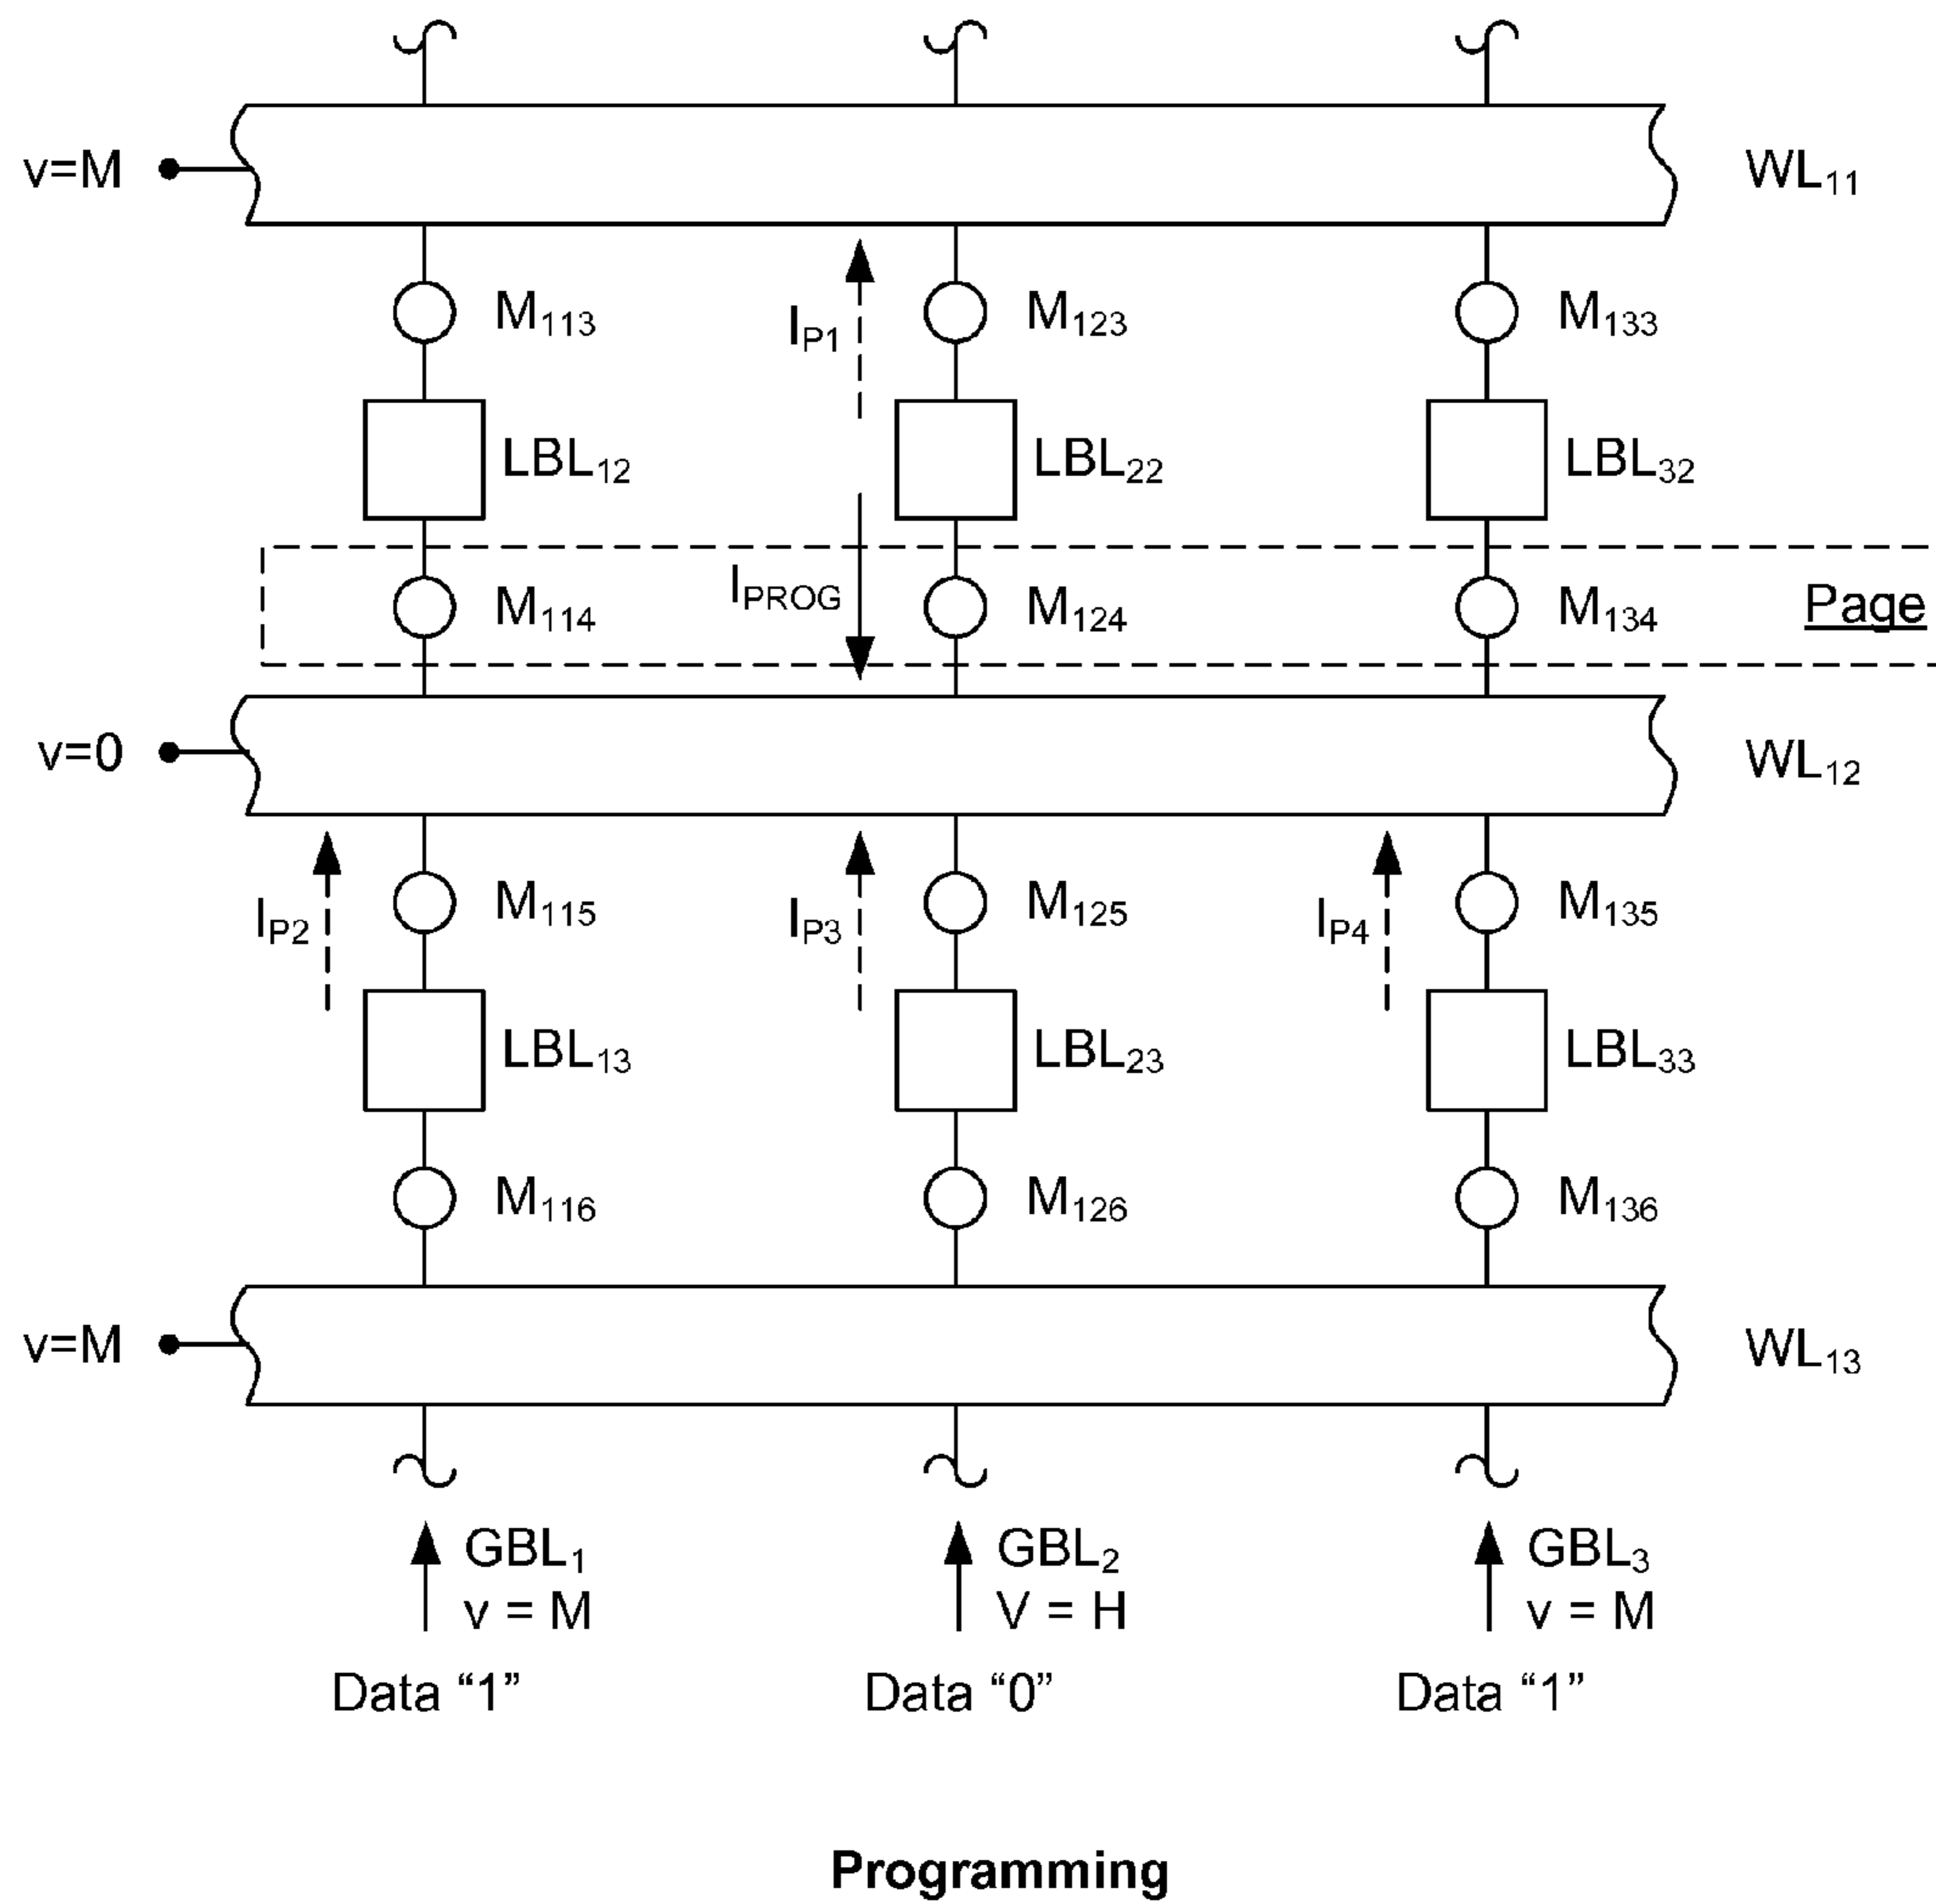 v=M WL11
M113 IP1 M123 M133
LBL12 LBL22 LBL32
M114 IPROG M124 M134 Page
v=0 WL12
IP2 M115 IP3 M125 IP4 M135
LBL13 LBL23 LBL33
M116 M126 M136
v=M WL13
GBL1 GBL2 GBL3
v = M V = H v = M
Data “1” Data “0” Data “1”
Programming